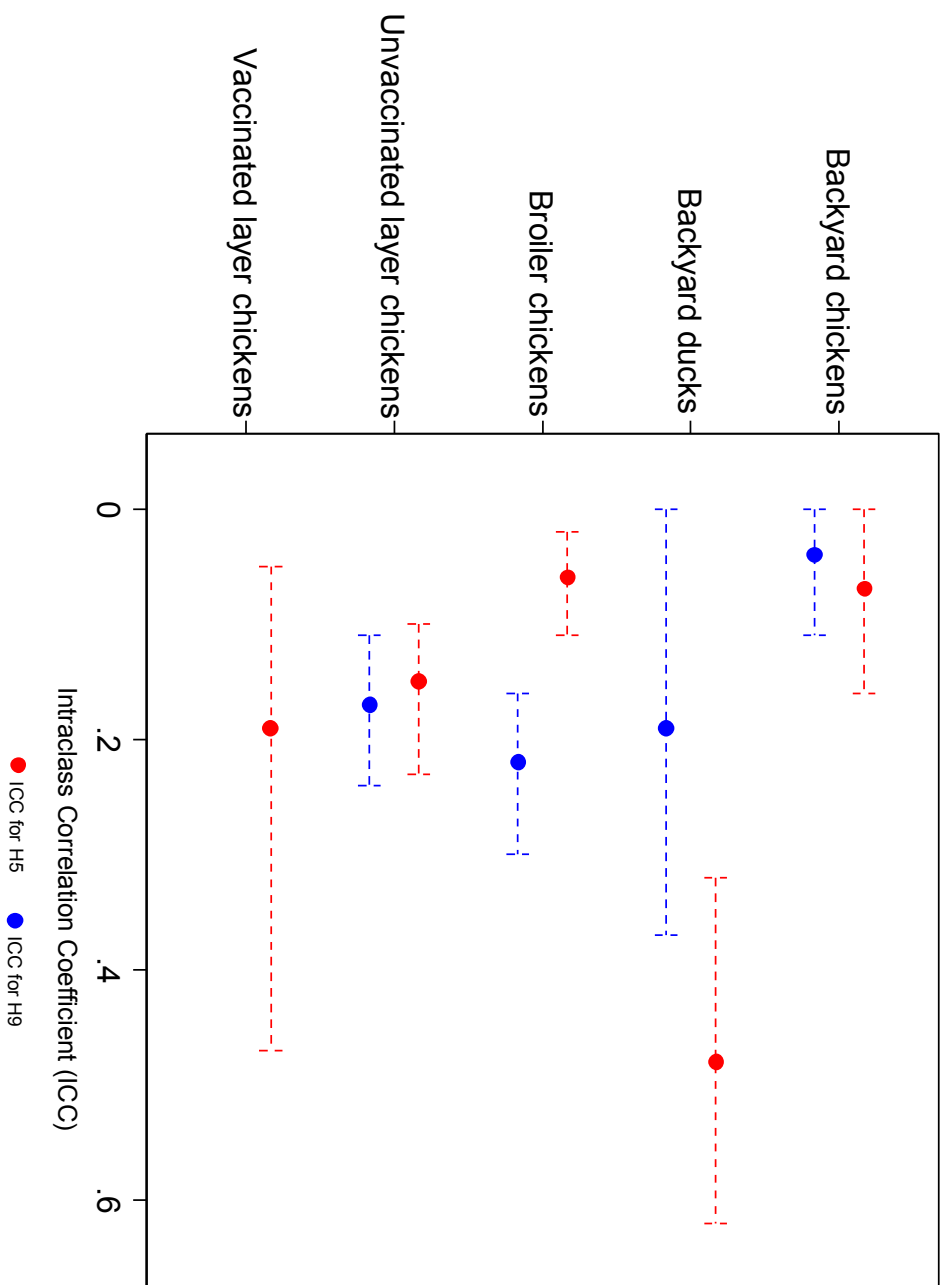 Backyard chickens
Backyard ducks
Broiler chickens
Unvaccinated layer chickens
Vaccinated layer chickens
0
.2
.4
.6
Intraclass Correlation Coefficient (ICC)
ICC for H5
ICC for H9